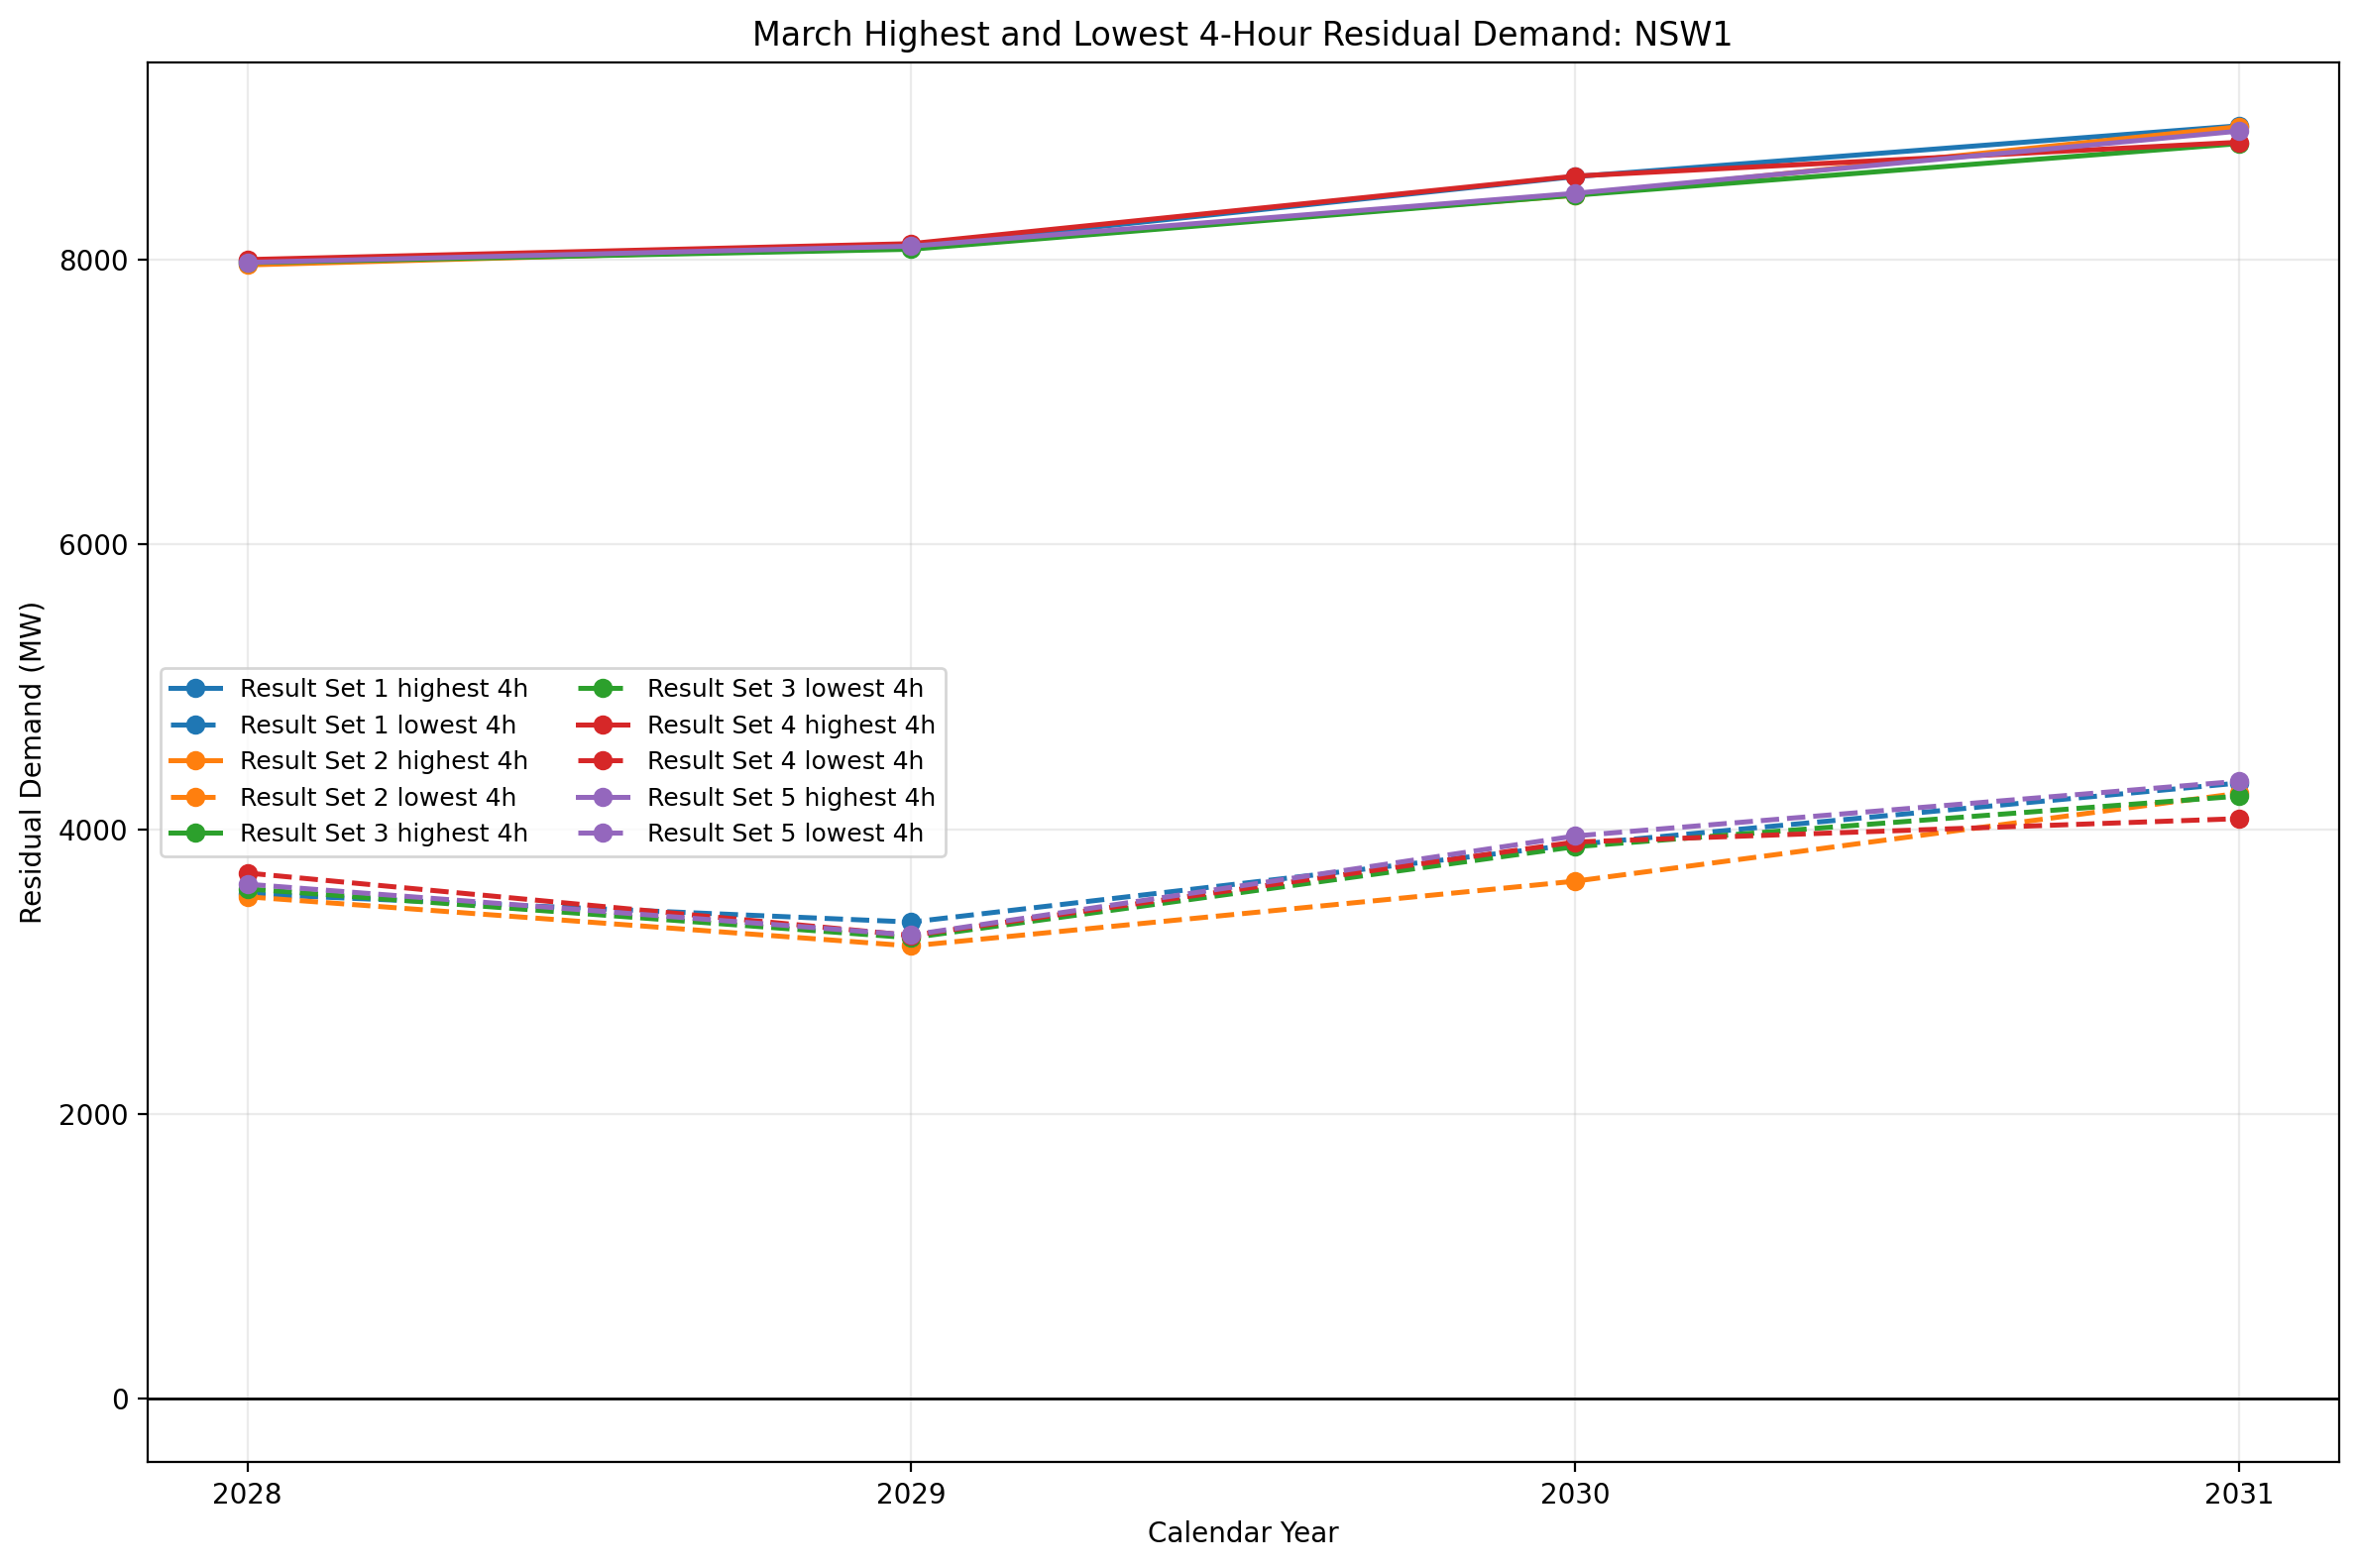 March Highest and Lowest 4-Hour Residual Demand: NSW1
Residual Demand (MW)
8000
6000
4000
2000
0
Result Set 1 highest 4h
Result Set 1 lowest 4h
Result Set 2 highest 4h
Result Set 2 lowest 4h
Result Set 3 highest 4h
Result Set 3 lowest 4h
Result Set 4 highest 4h
Result Set 4 lowest 4h
Result Set 5 highest 4h
Result Set 5 lowest 4h
2028
2029
2030
2031
Calendar Year